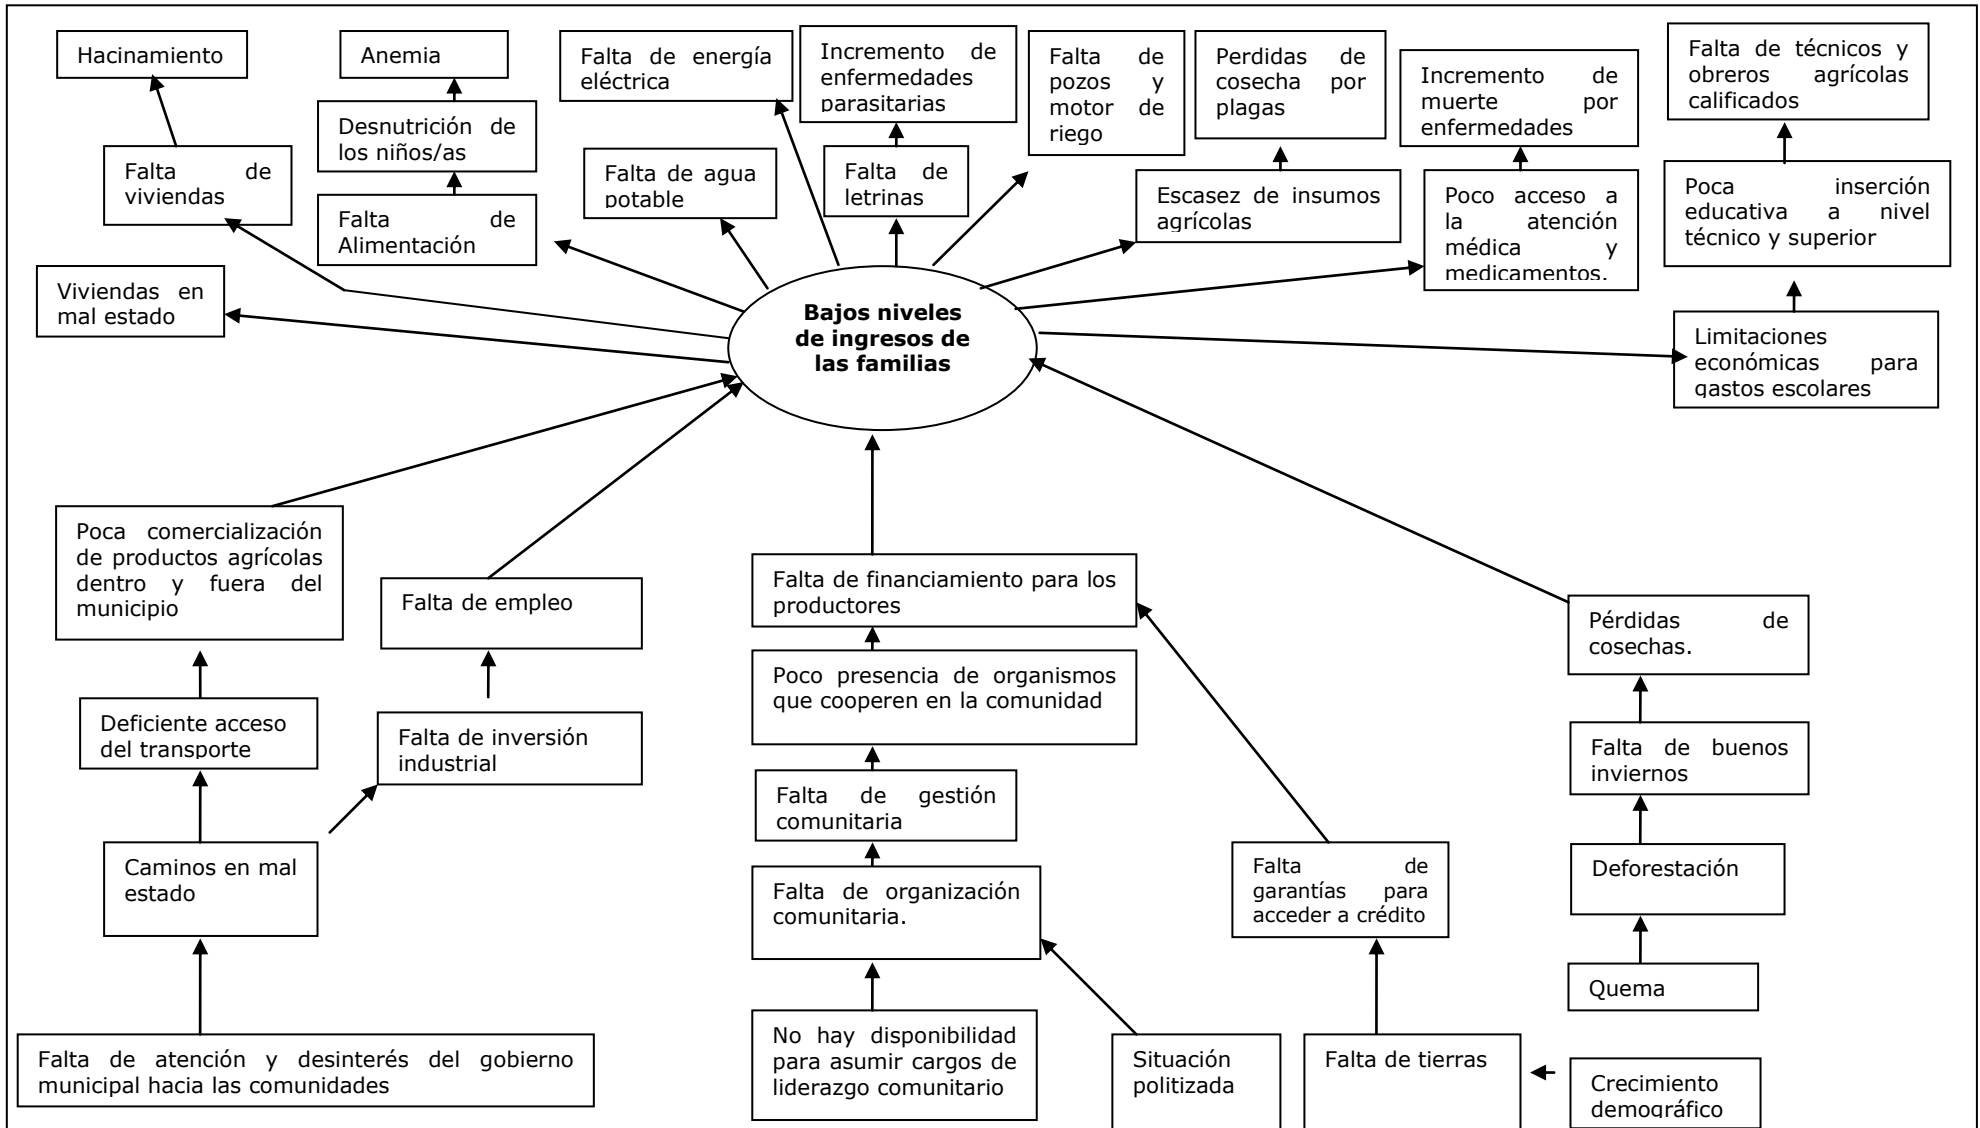 Hacinamiento
Anemia
Falta de energía
eléctrica
Incremento de
enfermedades
parasitarias
Falta de
pozos y
motor de
riego
Perdidas de
cosecha por
plagas
Incremento de
muerte por
enfermedades
Falta de técnicos y
obreros agrícolas
calificados
Desnutrición de
los niños/as
Falta de
viviendas
Falta de agua
potable
Falta de
letrinas
Falta de
Alimentación
Escasez de insumos
agrícolas
Poco acceso a
la atención
médica y
medicamentos.
Poca inserción
educativa a nivel
técnico y superior
Viviendas en
mal estado
Bajos niveles
de ingresos de
las familias
Limitaciones
económicas para
gastos escolares
Poca comercialización
de productos agrícolas
dentro y fuera del
municipio
Falta de empleo
Falta de financiamiento para los
productores
Pérdidas de
cosechas.
Poco presencia de organismos
que cooperen en la comunidad
Deficiente acceso
del transporte
Falta de inversión
industrial
Falta de buenos
inviernos
Falta de gestión
comunitaria
Caminos en mal
estado
Falta de organización
comunitaria.
Falta de
garantías para
acceder a crédito
Deforestación
Quema
Falta de atención y desinterés del gobierno
municipal hacia las comunidades
No hay disponibilidad
para asumir cargos de
liderazgo comunitario
Situación
politizada
Falta de tierras
Crecimiento
demográfico